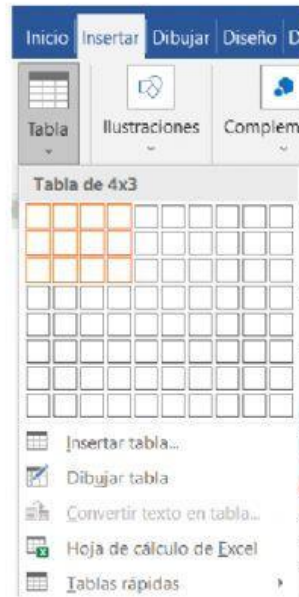 Inicio Insertar Dibujar Diseño D
Tabla Ilustraciones Complem
Tabla de 4x3
Insertar tabla...
Dibujar tabla
Convertir texto en tabla...
Hoja de cálculo de Excel
Tablas rápidas